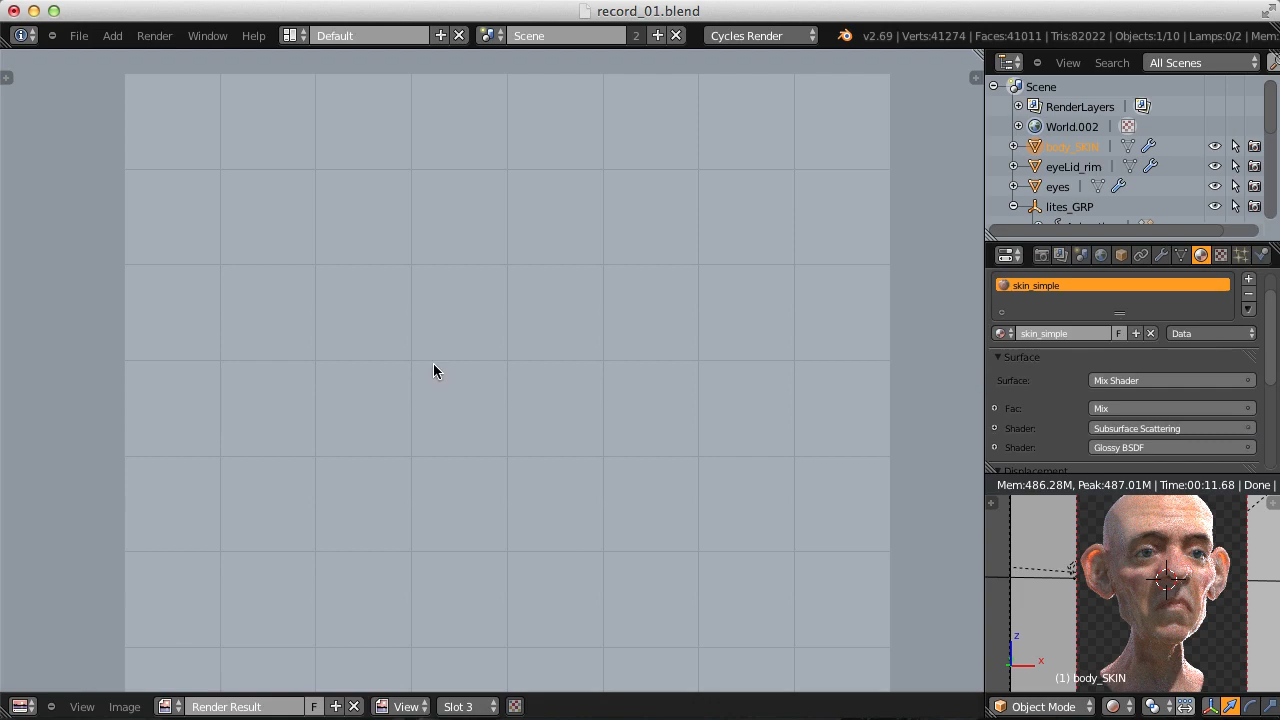 record_01.blend
File Add Render Window Help Default Scene 2 Cycles Render v2.69 | Verts:41274 | Faces:41011 | Tris:82022 | Objects:1/10 | Lamps:0/2 | Mem:
View Search All Scenes
Scene
RenderLayers
World.002
body_SKIN
eyeLid_rim
eyes
lites_GRP
skin_simple
skin_simple F Data
Surface
Surface: Mix Shader
Fac: Mix
Shader: Subsurface Scattering
Shader: Glossy BSDF
Displacement
Mem:486.28M, Peak:487.01M | Time:00:11.68 | Done |
z
x
(1) body_SKIN
View Image Render Result F View Slot 3 Object Mode